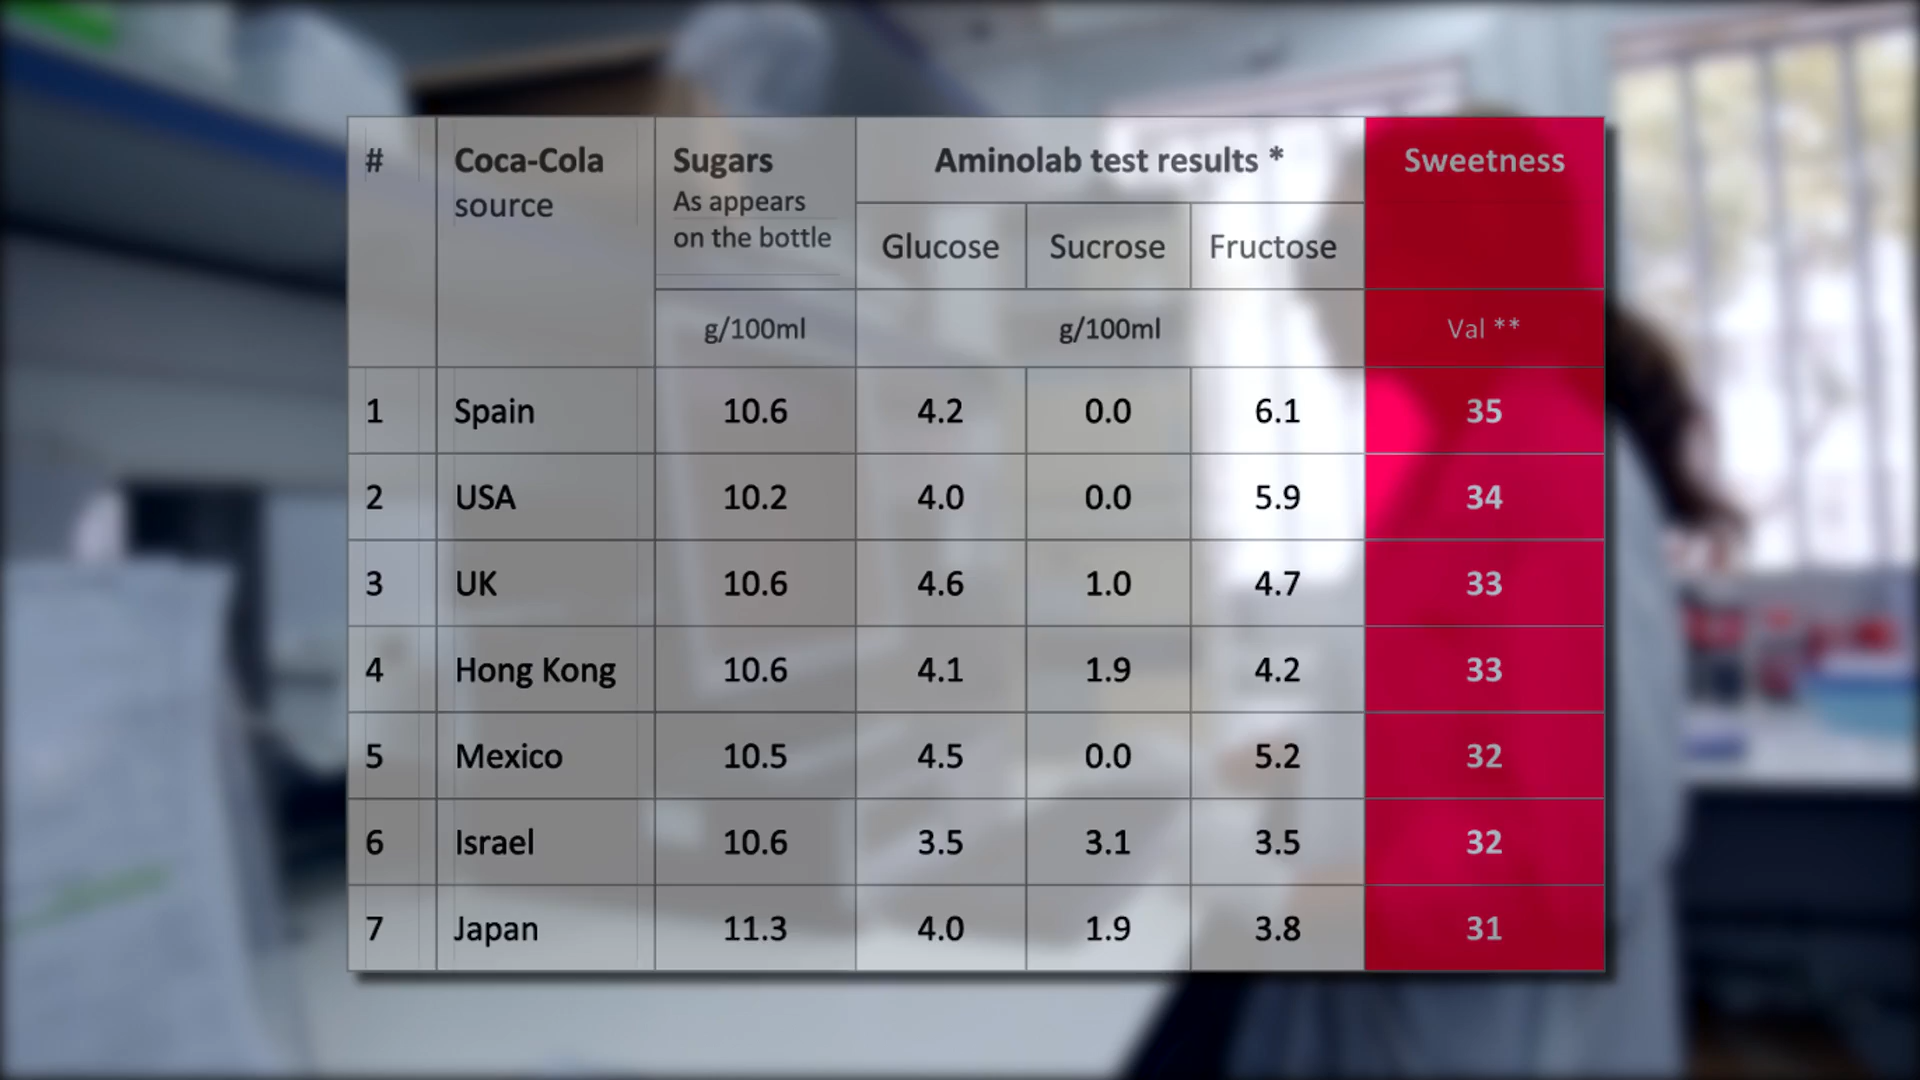 # Coca-Cola Sugars Aminolab test results * Sweetness
source As appears
on the bottle Glucose Sucrose Fructose
g/100ml g/100ml Val **
1 Spain 10.6 4.2 0.0 6.1 35
2 USA 10.2 4.0 0.0 5.9 34
3 UK 10.6 4.6 1.0 4.7 33
4 Hong Kong 10.6 4.1 1.9 4.2 33
5 Mexico 10.5 4.5 0.0 5.2 32
6 Israel 10.6 3.5 3.1 3.5 32
7 Japan 11.3 4.0 1.9 3.8 31